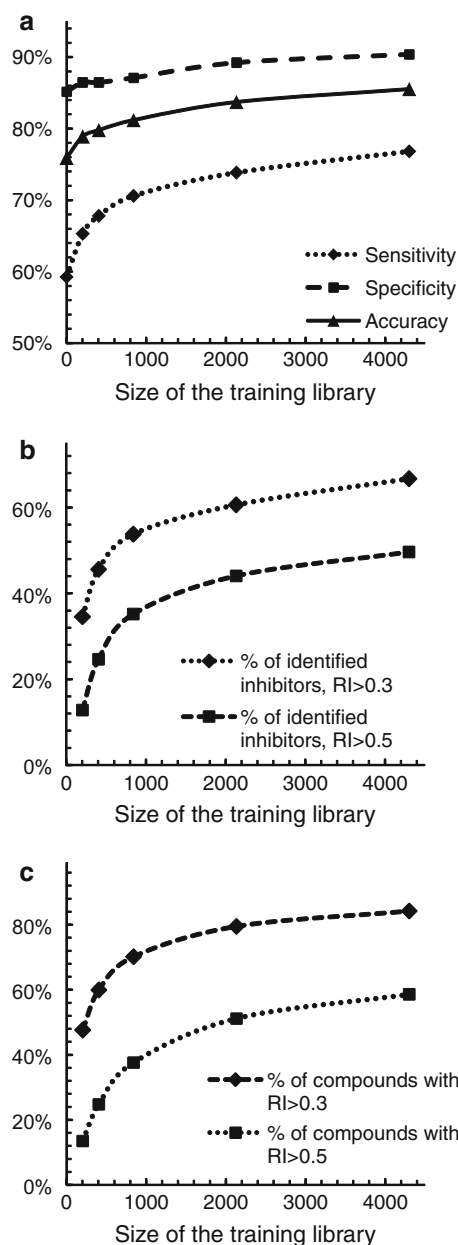 a
90%
80%
70%
60%
50%
Sensitivity
Specificity
Accuracy
0 1000 2000 3000 4000
Size of the training library
b
60%
40%
20%
0%
% of identified
inhibitors, RI>0.3
% of identified
inhibitors, RI>0.5
0 1000 2000 3000 4000
Size of the training library
c
80%
60%
40%
20%
0%
% of compounds with
RI>0.3
% of compounds with
RI>0.5
0 1000 2000 3000 4000
Size of the training library